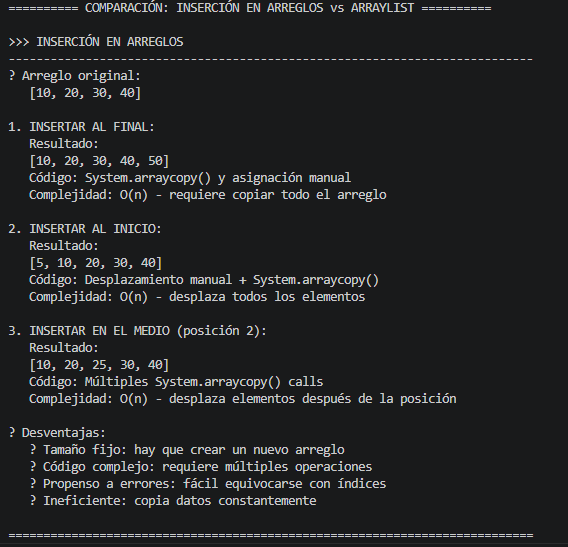 ========== COMPARACIÓN: INSERCIÓN EN ARREGLOS vs ARRAYLIST ==========
>>> INSERCIÓN EN ARREGLOS
---------------------------------------------------------------------------
? Arreglo original:
[10, 20, 30, 40]
1. INSERTAR AL FINAL:
Resultado:
[10, 20, 30, 40, 50]
Código: System.arraycopy() y asignación manual
Complejidad: O(n) - requiere copiar todo el arreglo
2. INSERTAR AL INICIO:
Resultado:
[5, 10, 20, 30, 40]
Código: Desplazamiento manual + System.arraycopy()
Complejidad: O(n) - desplaza todos los elementos
3. INSERTAR EN EL MEDIO (posición 2):
Resultado:
[10, 20, 25, 30, 40]
Código: Múltiples System.arraycopy() calls
Complejidad: O(n) - desplaza elementos después de la posición
? Desventajas:
? Tamaño fijo: hay que crear un nuevo arreglo
? Código complejo: requiere múltiples operaciones
? Propenso a errores: fácil equivocarse con índices
? Ineficiente: copia datos constantemente
===========================================================================